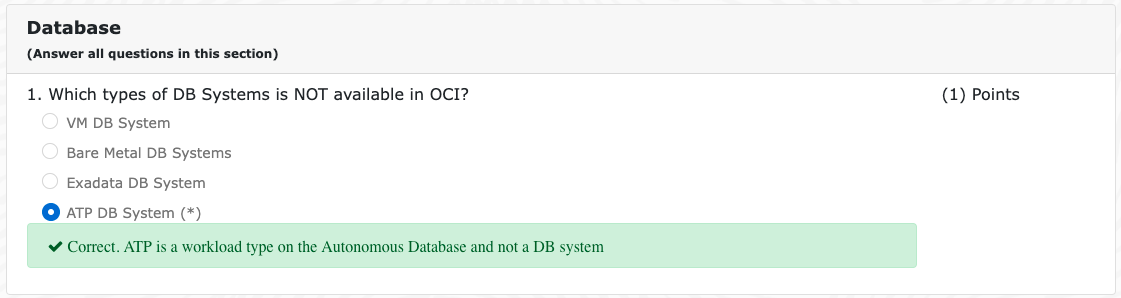 Database
(Answer all questions in this section)
1. Which types of DB Systems is NOT available in OCI? (1) Points
VM DB System
Bare Metal DB Systems
Exadata DB System
ATP DB System (*)
Correct. ATP is a workload type on the Autonomous Database and not a DB system